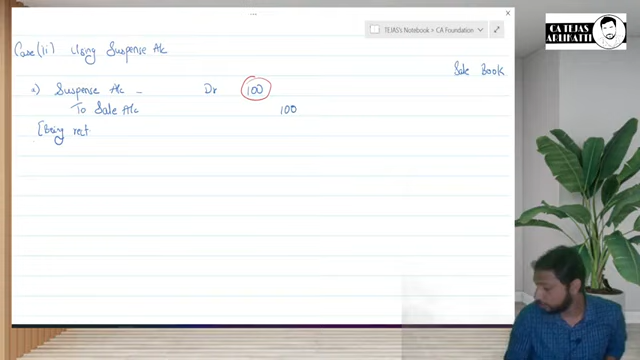 TEJAS's Notebook > CA Foundation
CA TEJAS
ARUKATTI
Case (ii) Using Suspense A/c
Sale Book
a) Suspense A/c - Dr 100
To Sale A/c 100
[Being rect